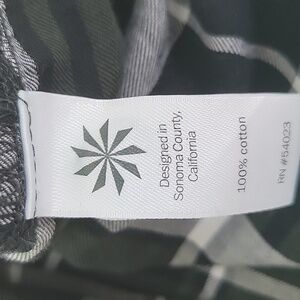 Designed in
Sonoma County,
California
100% cotton
RN #54023